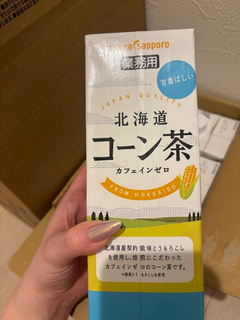 pokka sapporo
業務用
甘香ばしい
JAPAN QUALITY
北海道
コーン茶
カフェインゼロ
FROM HOKKAIDO
北海道産契約栽培とうもろこし
を使用し、焙煎にこだわった
カフェインゼロのコーン茶です。